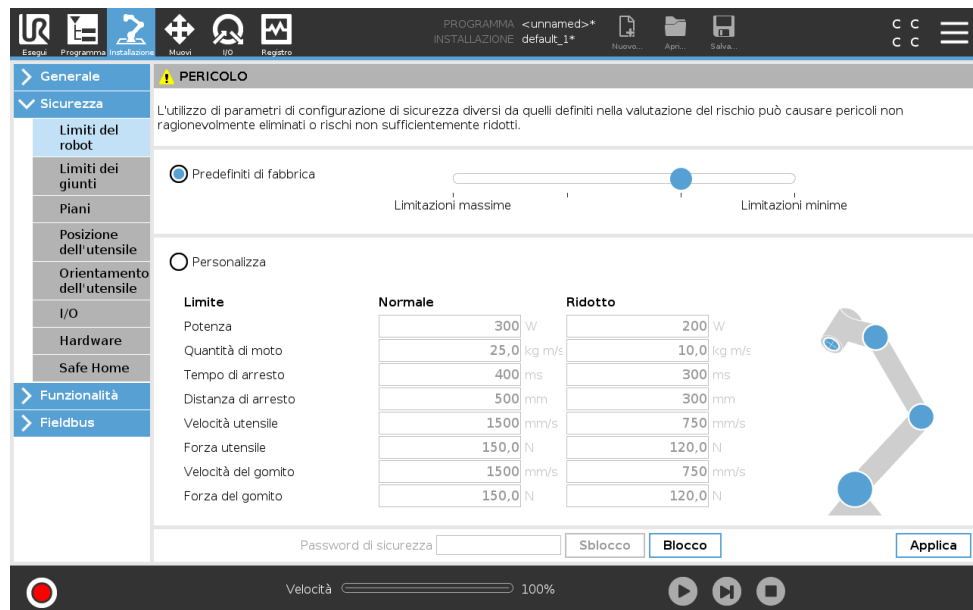 UR
PROGRAMMA <unnamed>*
INSTALLAZIONE default_1*
Esegui Programma Installazione Muovi I/O Registro Nuovo... Apri... Salva...
C C
C C
Generale
Sicurezza
Limiti del
robot
Limiti dei
giunti
Piani
Posizione
dell'utensile
Orientamento
dell'utensile
I/O
Hardware
Safe Home
Funzionalità
Fieldbus
PERICOLO
L'utilizzo di parametri di configurazione di sicurezza diversi da quelli definiti nella valutazione del rischio può causare pericoli non
ragionevolmente eliminati o rischi non sufficientemente ridotti.
Predefiniti di fabbrica
Limitazioni massime Limitazioni minime
Personalizza
Limite Normale Ridotto
Potenza 300 W 200 W
Quantità di moto 25,0 kg m/s 10,0 kg m/s
Tempo di arresto 400 ms 300 ms
Distanza di arresto 500 mm 300 mm
Velocità utensile 1500 mm/s 750 mm/s
Forza utensile 150,0 N 120,0 N
Velocità del gomito 1500 mm/s 750 mm/s
Forza del gomito 150,0 N 120,0 N
Password di sicurezza Sblocco Blocco Applica
Velocità 100%